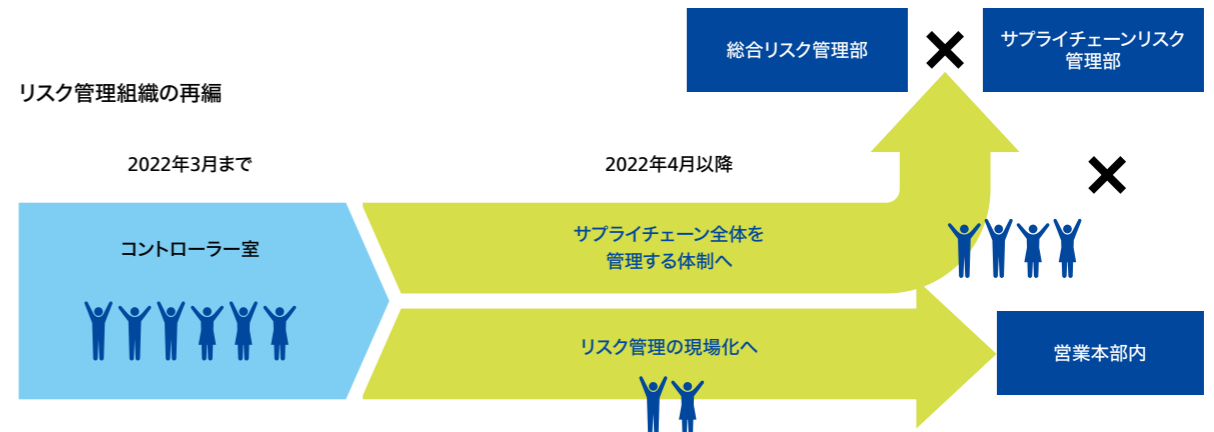 総合リスク管理部
サプライチェーンリスク
管理部
リスク管理組織の再編
2022年3月まで
2022年4月以降
コントローラー室
サプライチェーン全体を
管理する体制へ
リスク管理の現場化へ
営業本部内